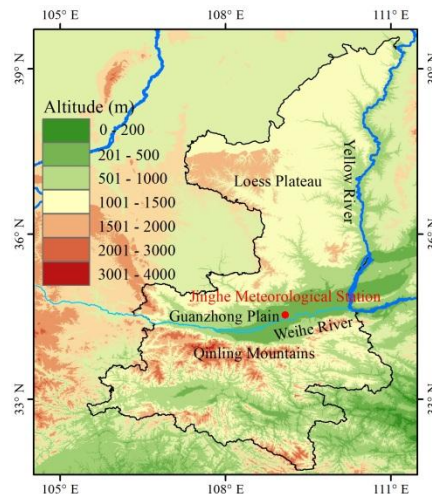 105° E
108° E
111° E
39° N
39° N
Altitude (m)
0 - 200
201 - 500
501 - 1000
1001 - 1500
1501 - 2000
2001 - 3000
3001 - 4000
Loess Plateau
Yellow River
36° N
36° N
Jinghe Meteorological Station
Guanzhong Plain
Weihe River
Qinling Mountains
33° N
33° N
105° E
108° E
111° E